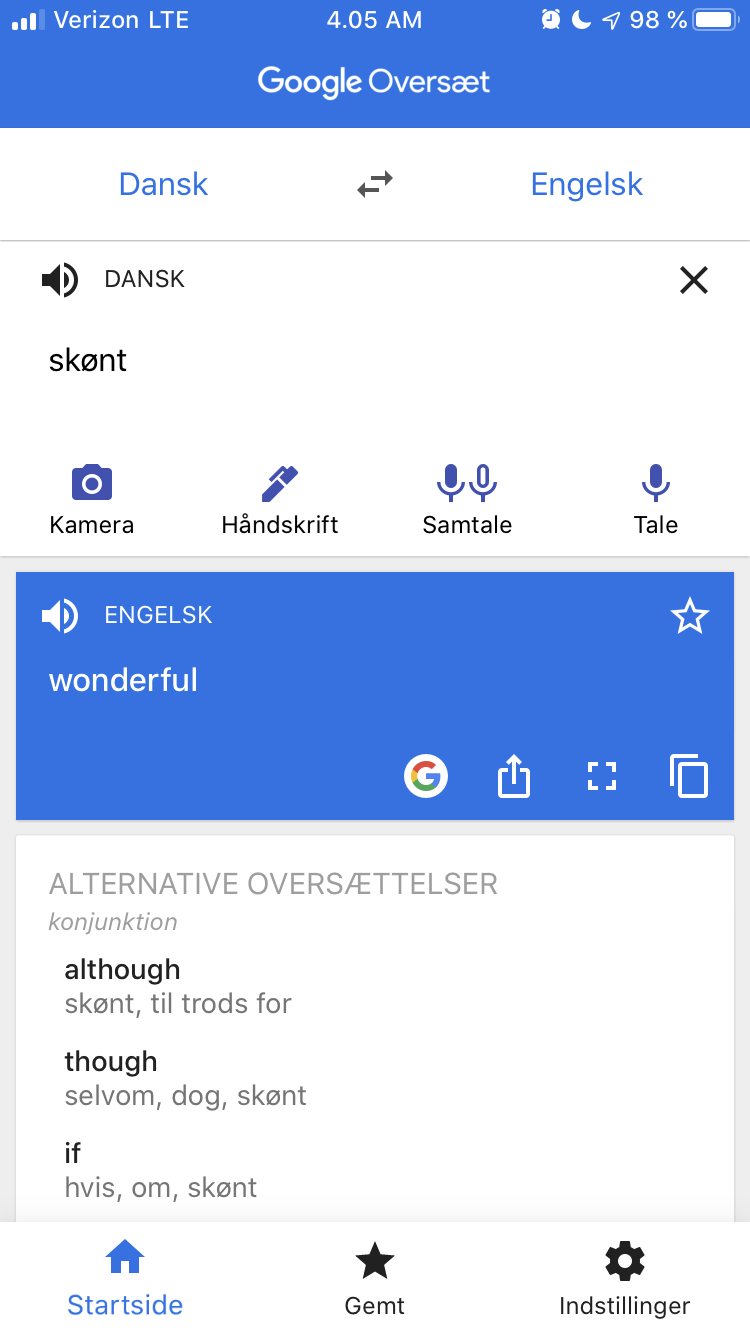 Verizon LTE 4.05 AM 98 %
Google Oversæt
Dansk Engelsk
DANSK
skønt
Kamera Håndskrift Samtale Tale
ENGELSK
wonderful
G
ALTERNATIVE OVERSÆTTELSER
konjunktion
although
skønt, til trods for
though
selvom, dog, skønt
if
hvis, om, skønt
Startside Gemt Indstillinger